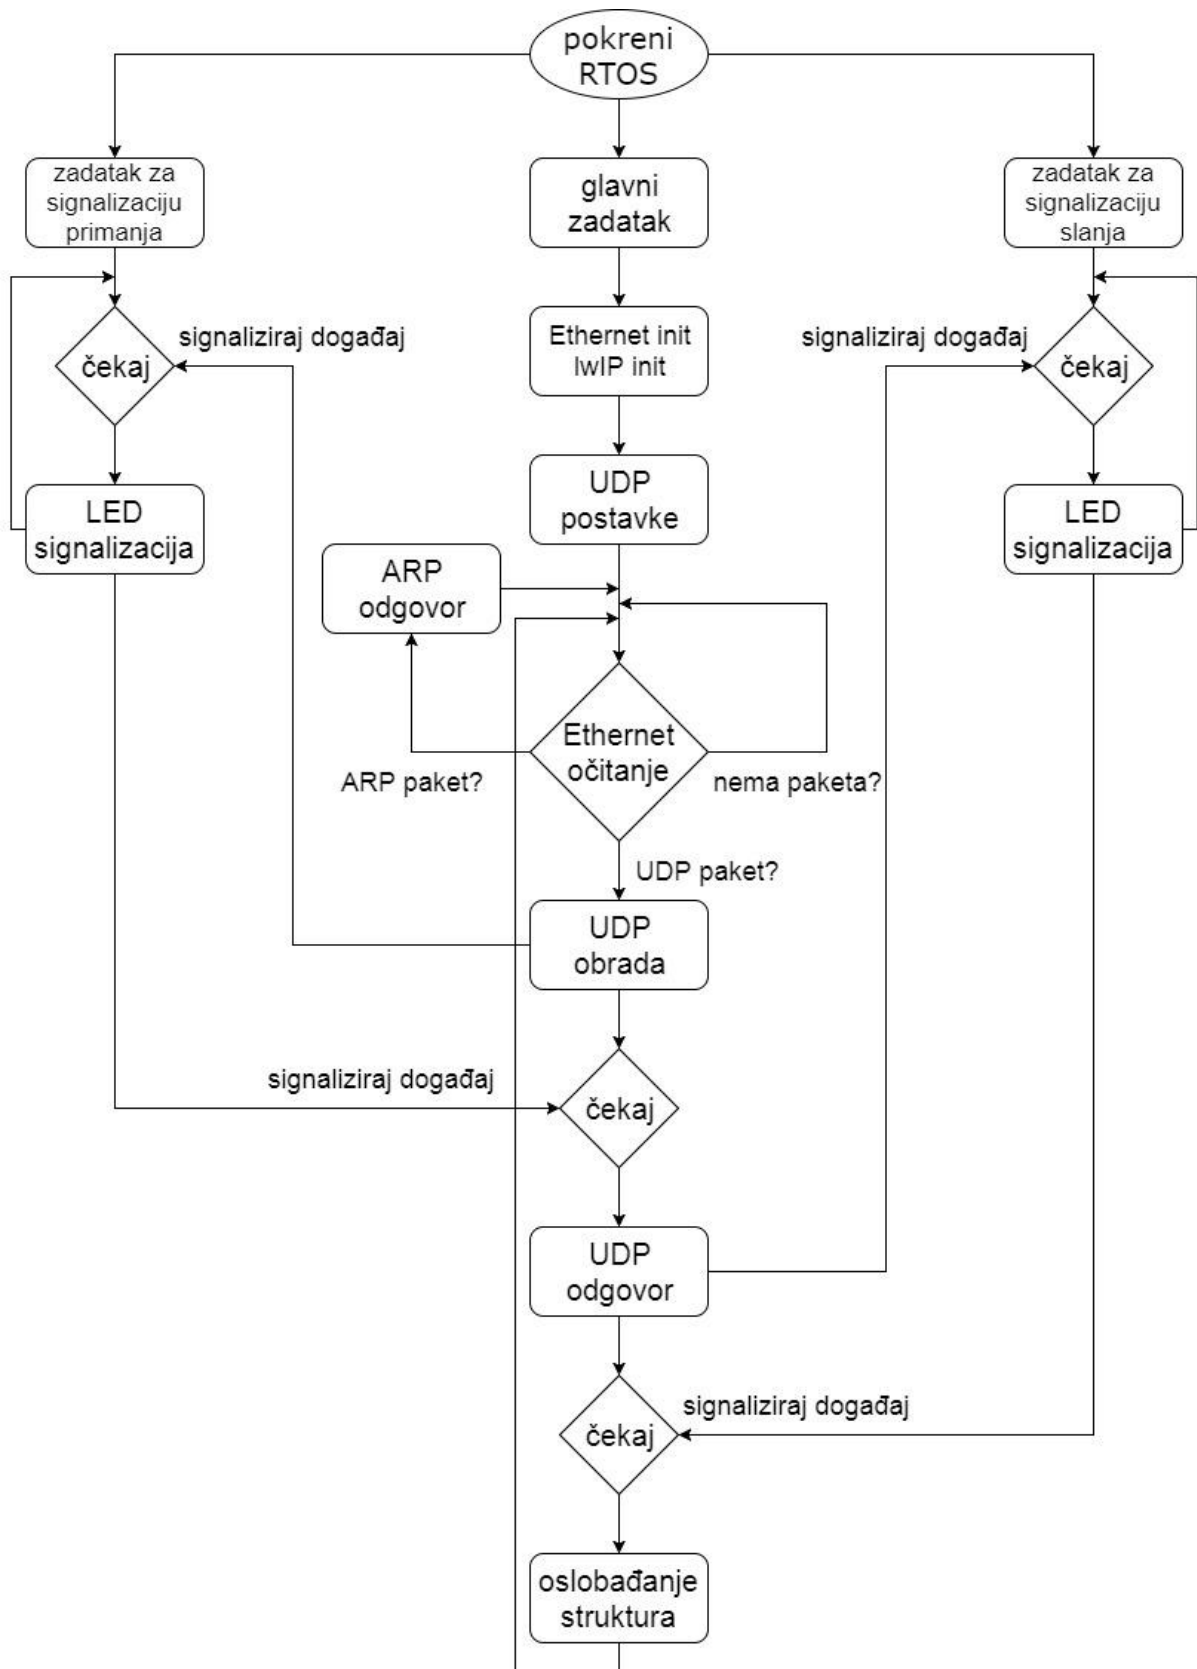 pokreni
RTOS
zadatak za
signalizaciju
primanja
glavni
zadatak
zadatak za
signalizaciju
slanja
čekaj
signaliziraj događaj
Ethernet init
lwIP init
signaliziraj događaj
čekaj
LED
signalizacija
UDP
postavke
LED
signalizacija
ARP
odgovor
Ethernet
očitanje
ARP paket?
nema paketa?
UDP paket?
UDP
obrada
signaliziraj događaj
čekaj
UDP
odgovor
signaliziraj događaj
čekaj
oslobađanje
struktura